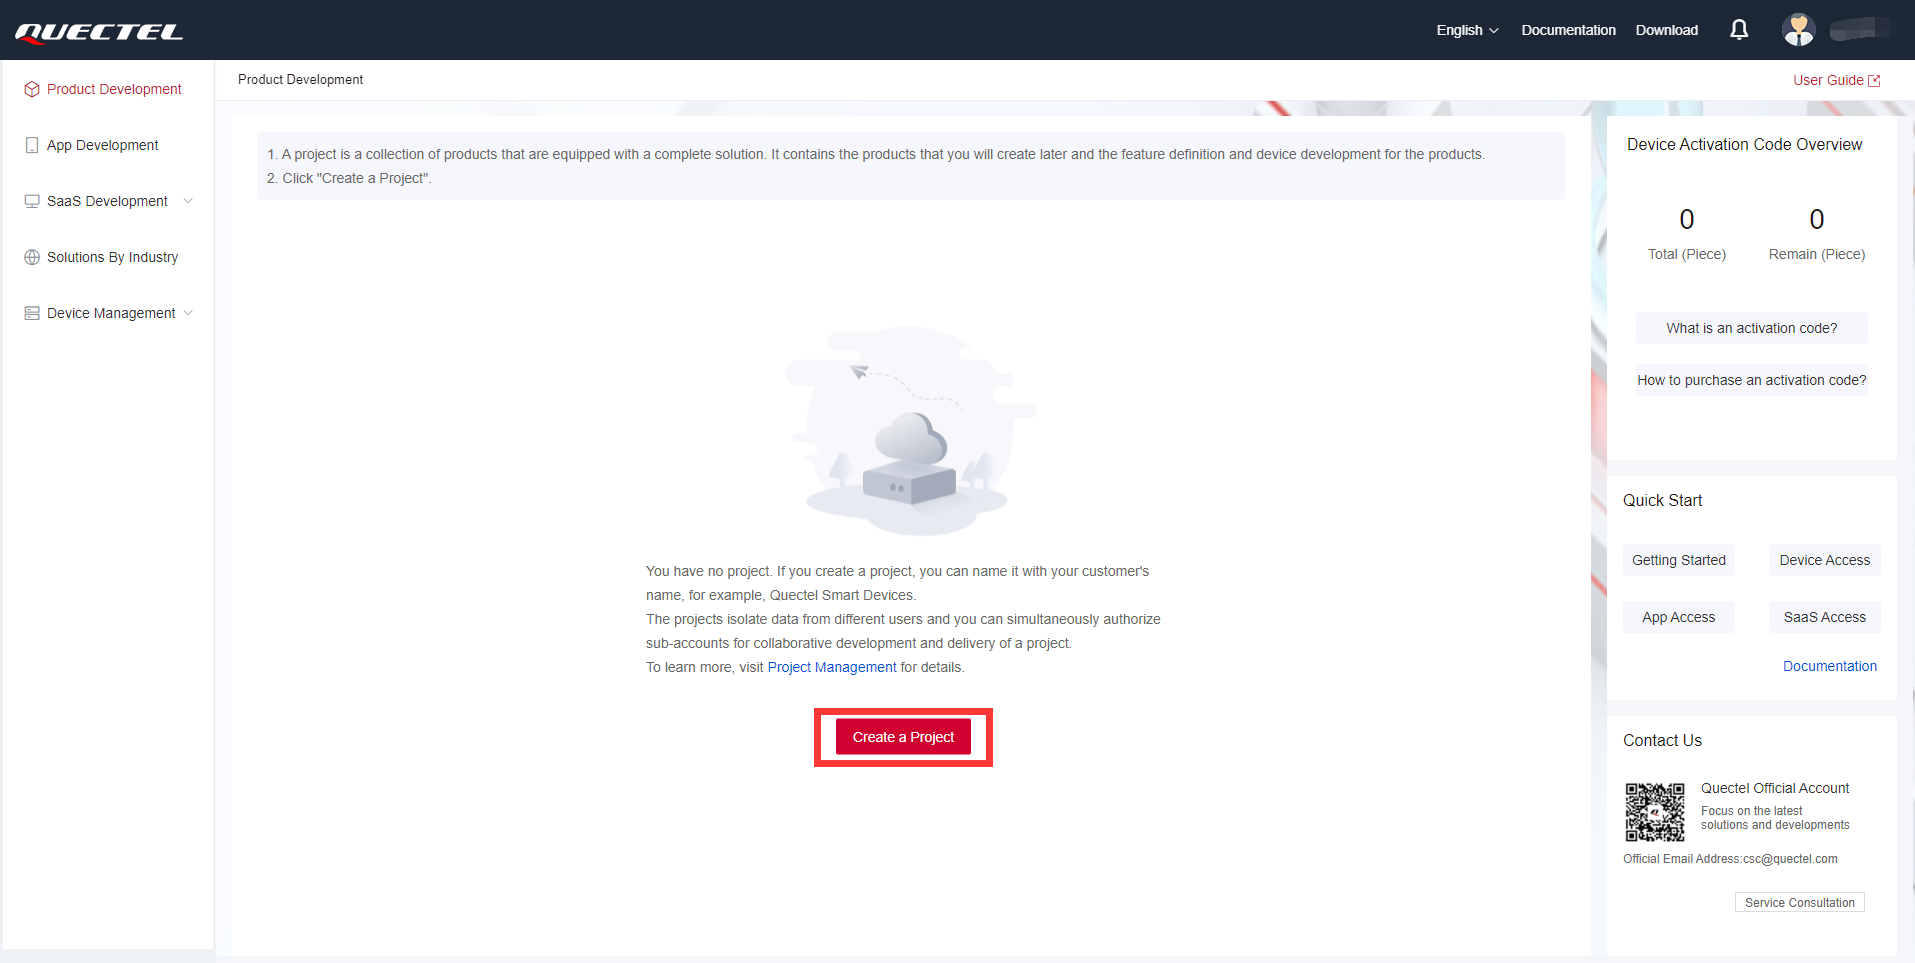 QUECTEL
English
Documentation
Download
Product Development
App Development
SaaS Development
Solutions By Industry
Device Management
Product Development
User Guide
1. A project is a collection of products that are equipped with a complete solution. It contains the products that you will create later and the feature definition and device development for the products.
2. Click "Create a Project".
You have no project. If you create a project, you can name it with your customer's
name, for example, Quectel Smart Devices.
The projects isolate data from different users and you can simultaneously authorize
sub-accounts for collaborative development and delivery of a project.
To learn more, visit Project Management for details.
Create a Project
Device Activation Code Overview
0
0
Total (Piece)
Remain (Piece)
What is an activation code?
How to purchase an activation code?
Quick Start
Getting Started
Device Access
App Access
SaaS Access
Documentation
Contact Us
Quectel Official Account
Focus on the latest
solutions and developments
Official Email Address:csc@quectel.com
Service Consultation